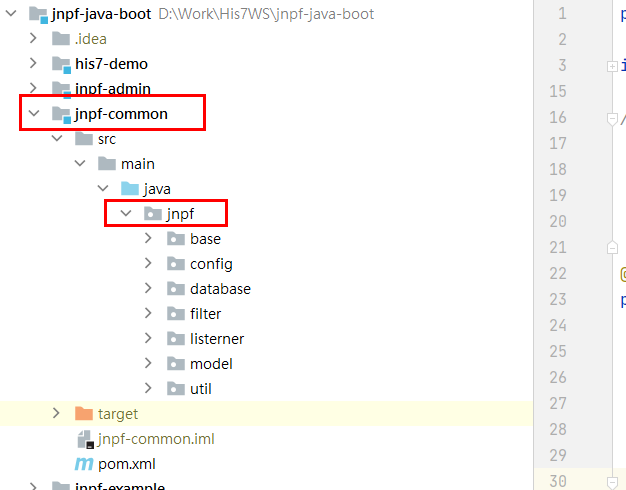 jnpf-java-boot D:\Work\His7WS\jnpf-java-boot
.idea
his7-demo
jnpf-admin
jnpf-common
src
main
java
jnpf
base
config
database
filter
listerner
model
util
target
jnpf-common.iml
pom.xml
jnpf-example
1 p
2
3 i
15
16 /
17
18
19
20
21
22 @
23 p
24
25
26
27
28
29
30